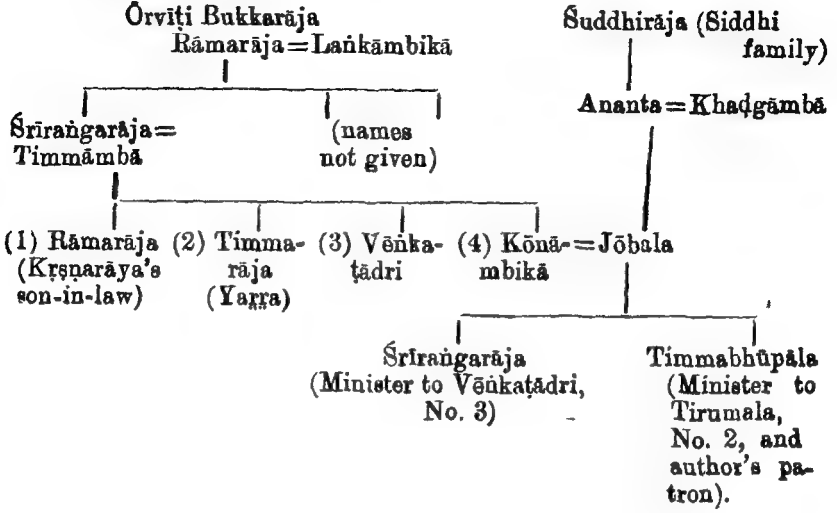 Ōrvīṭi Bukkarāja
Rāmarāja=Laṅkāmbikā
Śuddhirāja (Siddhi
family)
Ananta=Khaḍgāmbā
Śrīraṅgarāja=
Timmāmbā
(names
not given)
(1) Rāmarāja
(Kṛṣṇarāya's
son-in-law)
(2) Timma-
rāja
(Yaṟṟa)
(3) Vēṅka-
ṭādri
(4) Kōnā-=Jōbala
mbikā
Śrīraṅgarāja
(Minister to Vēṅkaṭādri,
No. 3)
Timmabhūpāla
(Minister to
Tirumala,
No. 2, and
author's pa-
tron).